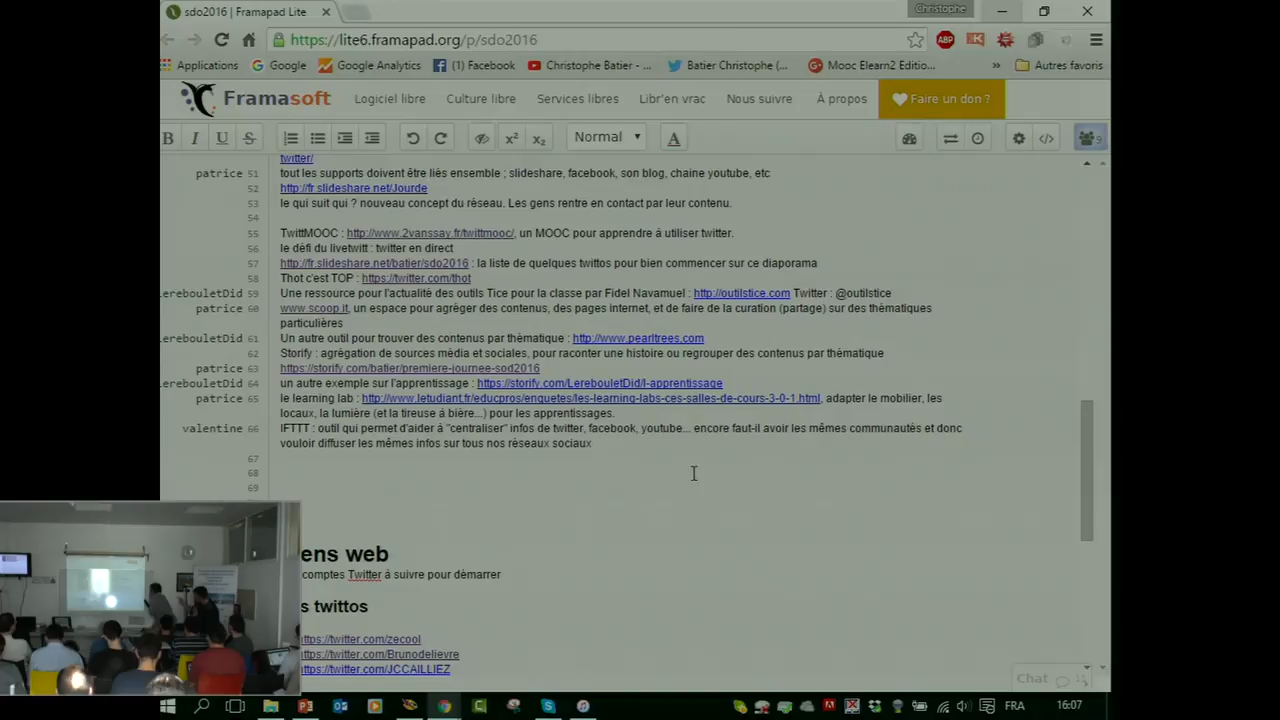 sdo2016 | Framapad Lite
Christophe
https://lite6.framapad.org/p/sdo2016
ABP
Applications
Google
Google Analytics
(1) Facebook
Christophe Batier - ...
Batier Christophe (...
Mooc Elearn2 Editio...
»
Autres favoris
Framasoft
Logiciel libre
Culture libre
Services libres
Libr'en vrac
Nous suivre
À propos
Faire un don ?
B I U S
x² x₂
Normal
A
9
twitter/
patrice 51 tout les supports doivent être liés ensemble ; slideshare, facebook, son blog, chaine youtube, etc
52 http://fr.slideshare.net/Jourde
53 le qui suit qui ? nouveau concept du réseau. Les gens rentre en contact par leur contenu.
54
55 TwittMOOC : http://www.2vanssay.fr/twittmooc/, un MOOC pour apprendre à utiliser twitter.
56 le défi du livetwitt : twitter en direct
57 http://fr.slideshare.net/batier/sdo2016 : la liste de quelques twittos pour bien commencer sur ce diaporama
58 Thot c'est TOP : https://twitter.com/thot
LerebouletDid 59 Une ressource pour l'actualité des outils Tice pour la classe par Fidel Navamuel : http://outilstice.com Twitter : @outilstice
patrice 60 www.scoop.it, un espace pour agréger des contenus, des pages internet, et de faire de la curation (partage) sur des thématiques
particulières
LerebouletDid 61 Un autre outil pour trouver des contenus par thématique : http://www.pearltrees.com
62 Storify : agrégation de sources média et sociales, pour raconter une histoire ou regrouper des contenus par thématique
patrice 63 https://storify.com/batier/premiere-journee-sod2016
LerebouletDid 64 un autre exemple sur l'apprentissage : https://storify.com/LerebouletDid/l-apprentissage
patrice 65 le learning lab : http://www.letudiant.fr/educpros/enquetes/les-learning-labs-ces-salles-de-cours-3-0-1.html, adapter le mobilier, les
locaux, la lumière (et la tireuse à bière...) pour les apprentissages.
valentine 66 IFTTT : outil qui permet d'aider à "centraliser" infos de twitter, facebook, youtube... encore faut-il avoir les mêmes communautés et donc
vouloir diffuser les mêmes infos sur tous nos réseaux sociaux
67
68
69
ens web
comptes Twitter à suivre pour démarrer
s twittos
https://twitter.com/zecool
https://twitter.com/Brunodelievre
https://twitter.com/JCCAILLIEZ
Chat
FRA
16:07